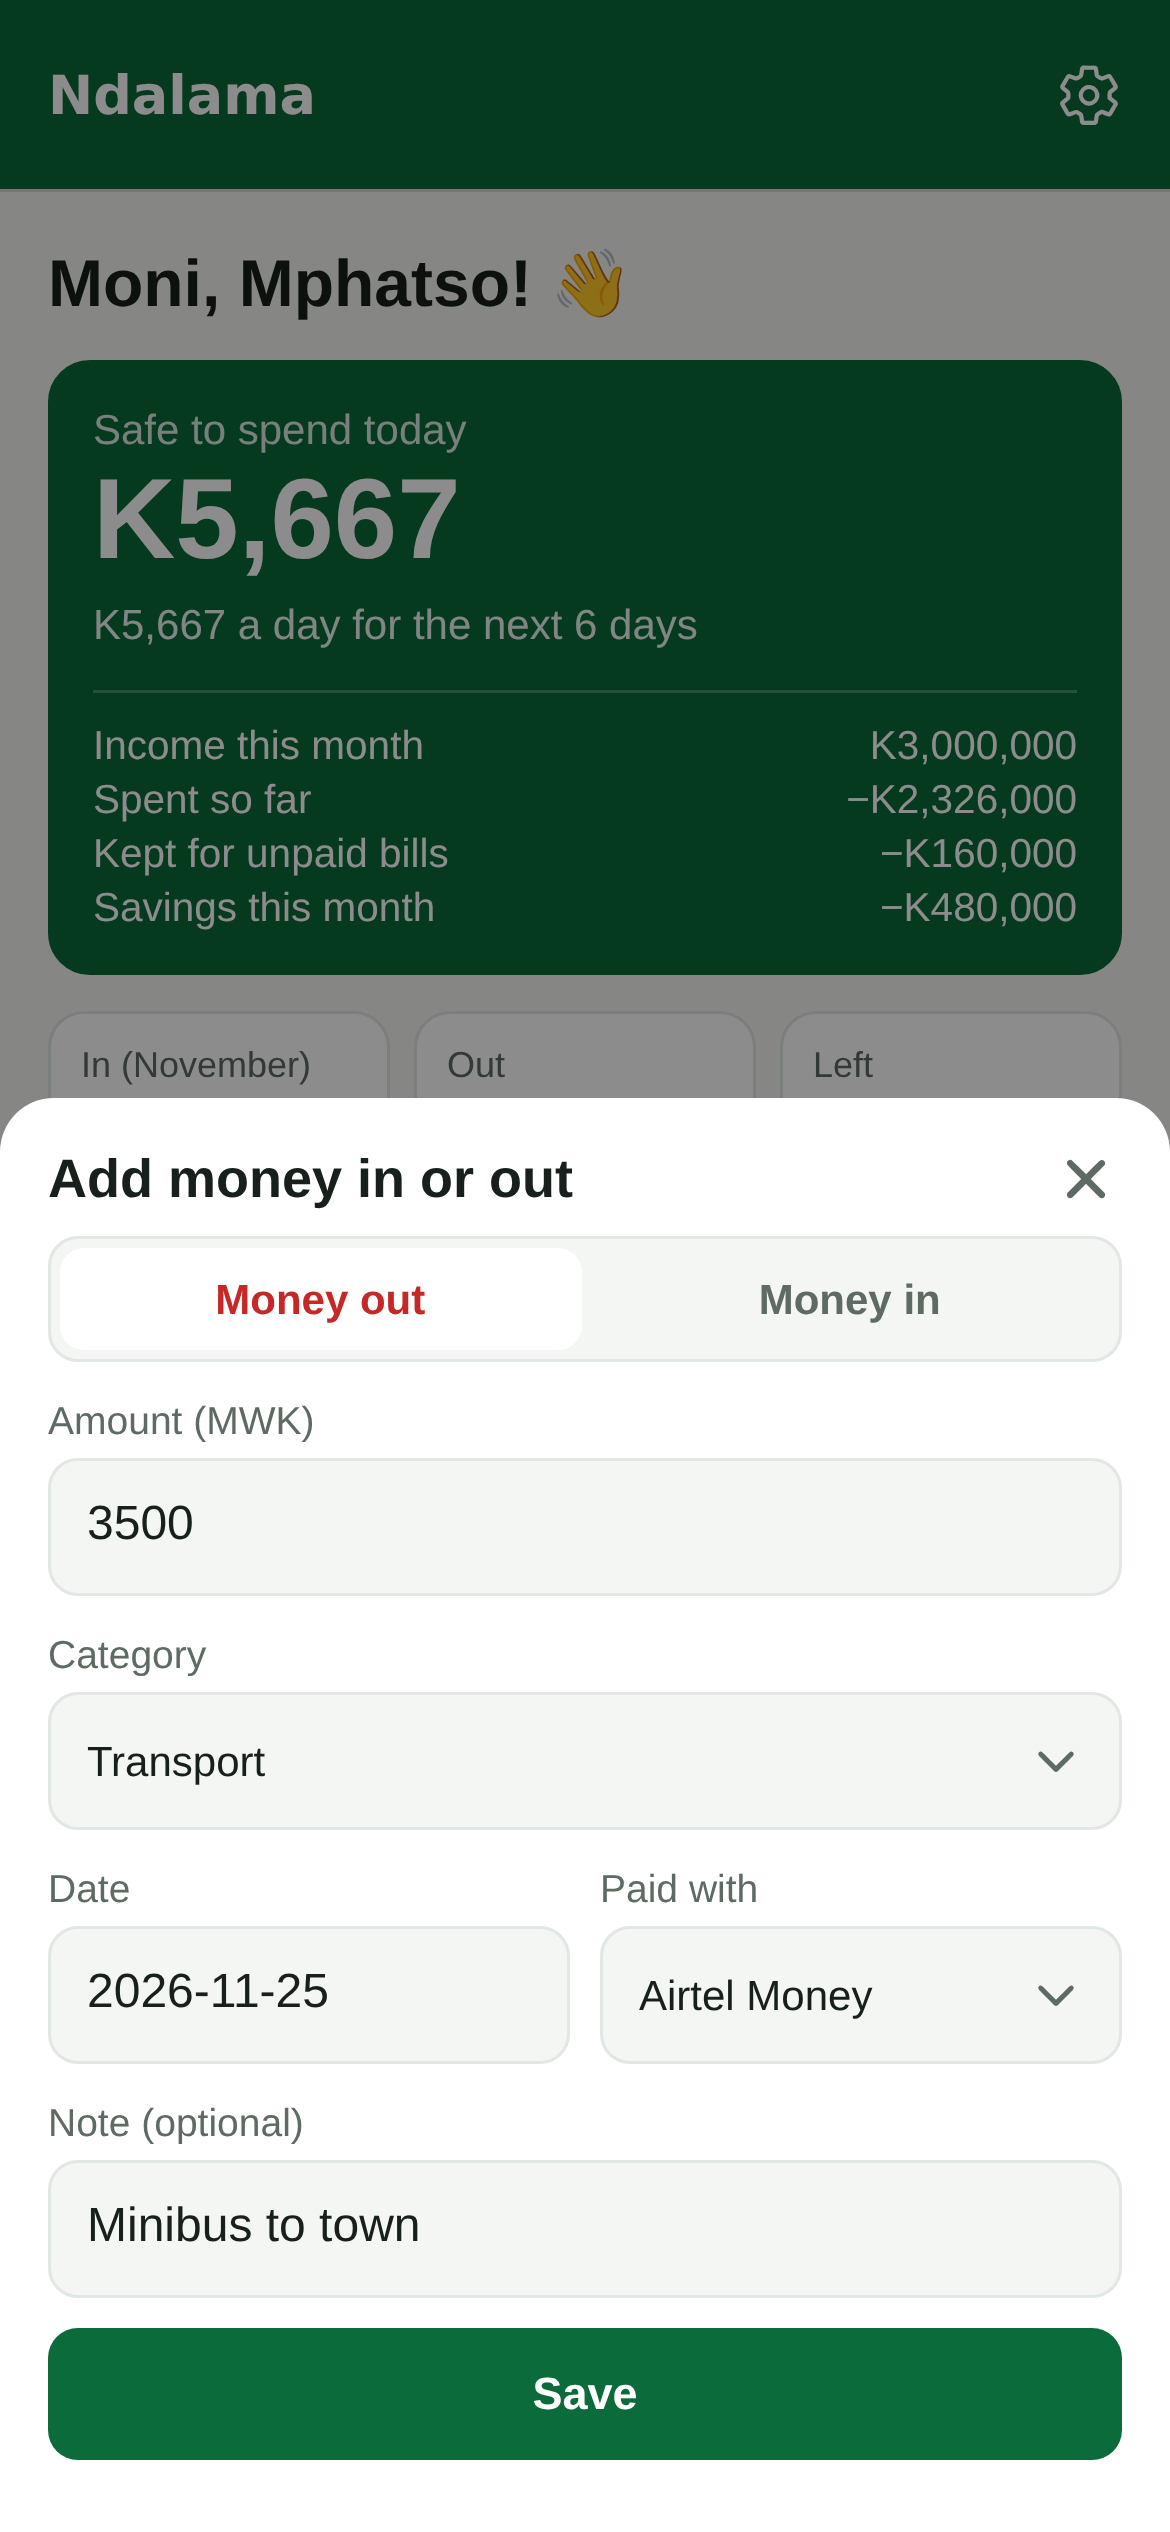 Ndalama
Moni, Mphatso! 👋
Safe to spend today
K5,667
K5,667 a day for the next 6 days
Income this month K3,000,000
Spent so far −K2,326,000
Kept for unpaid bills −K160,000
Savings this month −K480,000
In (November) Out Left
Add money in or out
Money out Money in
Amount (MWK)
3500
Category
Transport
Date Paid with
2026-11-25 Airtel Money
Note (optional)
Minibus to town
Save